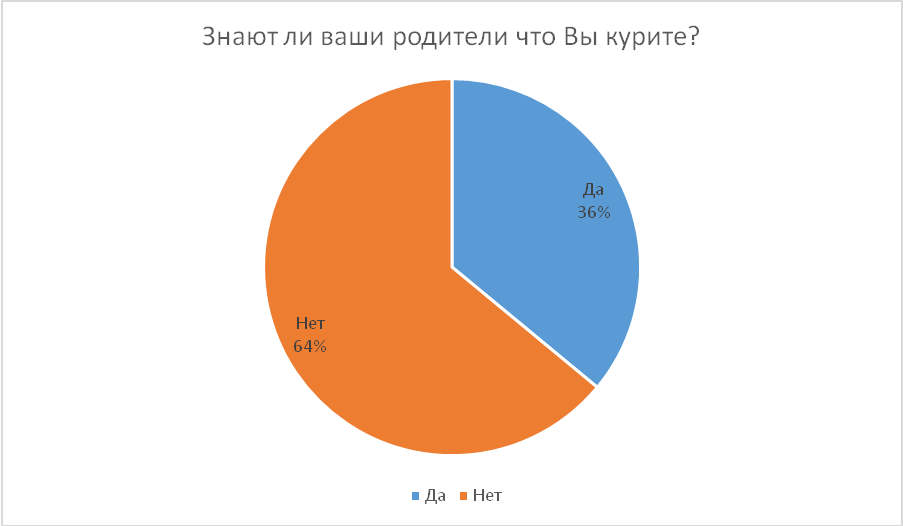 Знают ли ваши родители что Вы курите?
Да
36%
Нет
64%
Да Нет